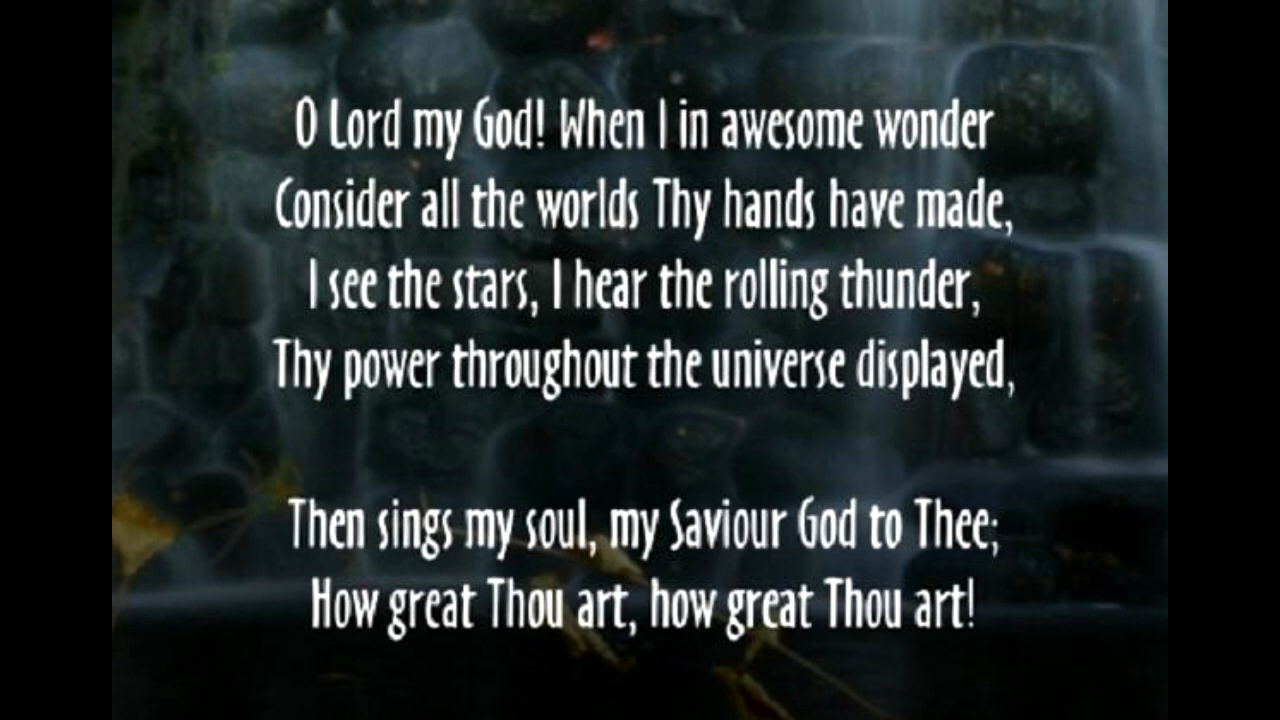 O Lord my God! When I in awesome wonder
Consider all the worlds Thy hands have made,
I see the stars, I hear the rolling thunder,
Thy power throughout the universe displayed,
Then sings my soul, my Saviour God to Thee;
How great Thou art, how great Thou art!